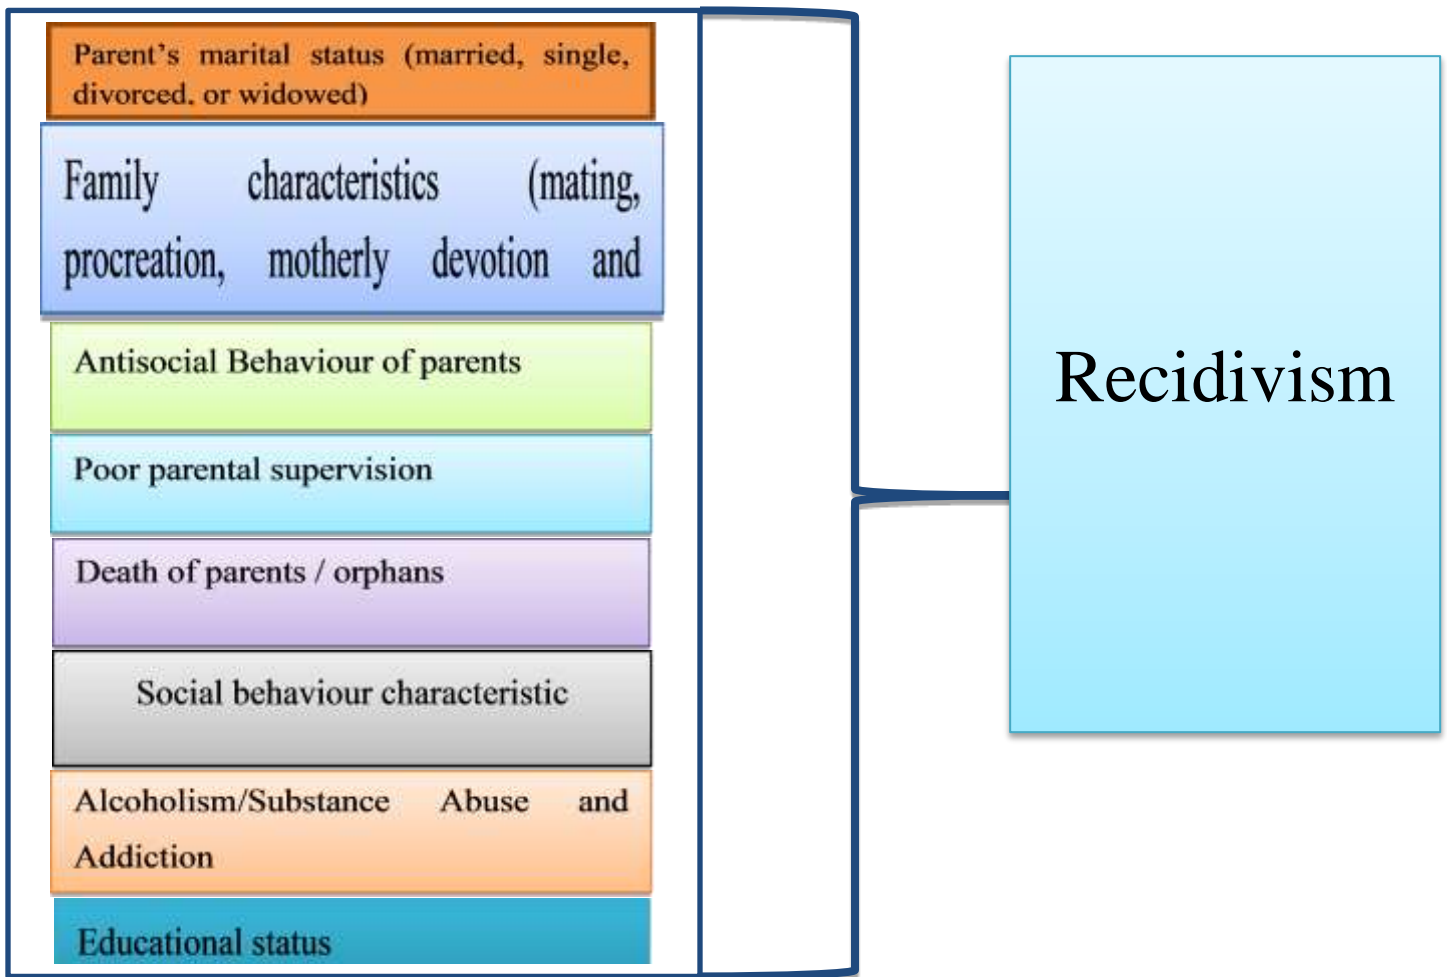 Parent's marital status (married, single,
divorced, or widowed)
Family characteristics (mating,
procreation, motherly devotion and
Antisocial Behaviour of parents
Poor parental supervision
Death of parents / orphans
Social behaviour characteristic
Alcoholism/Substance Abuse and
Addiction
Educational status
Recidivism